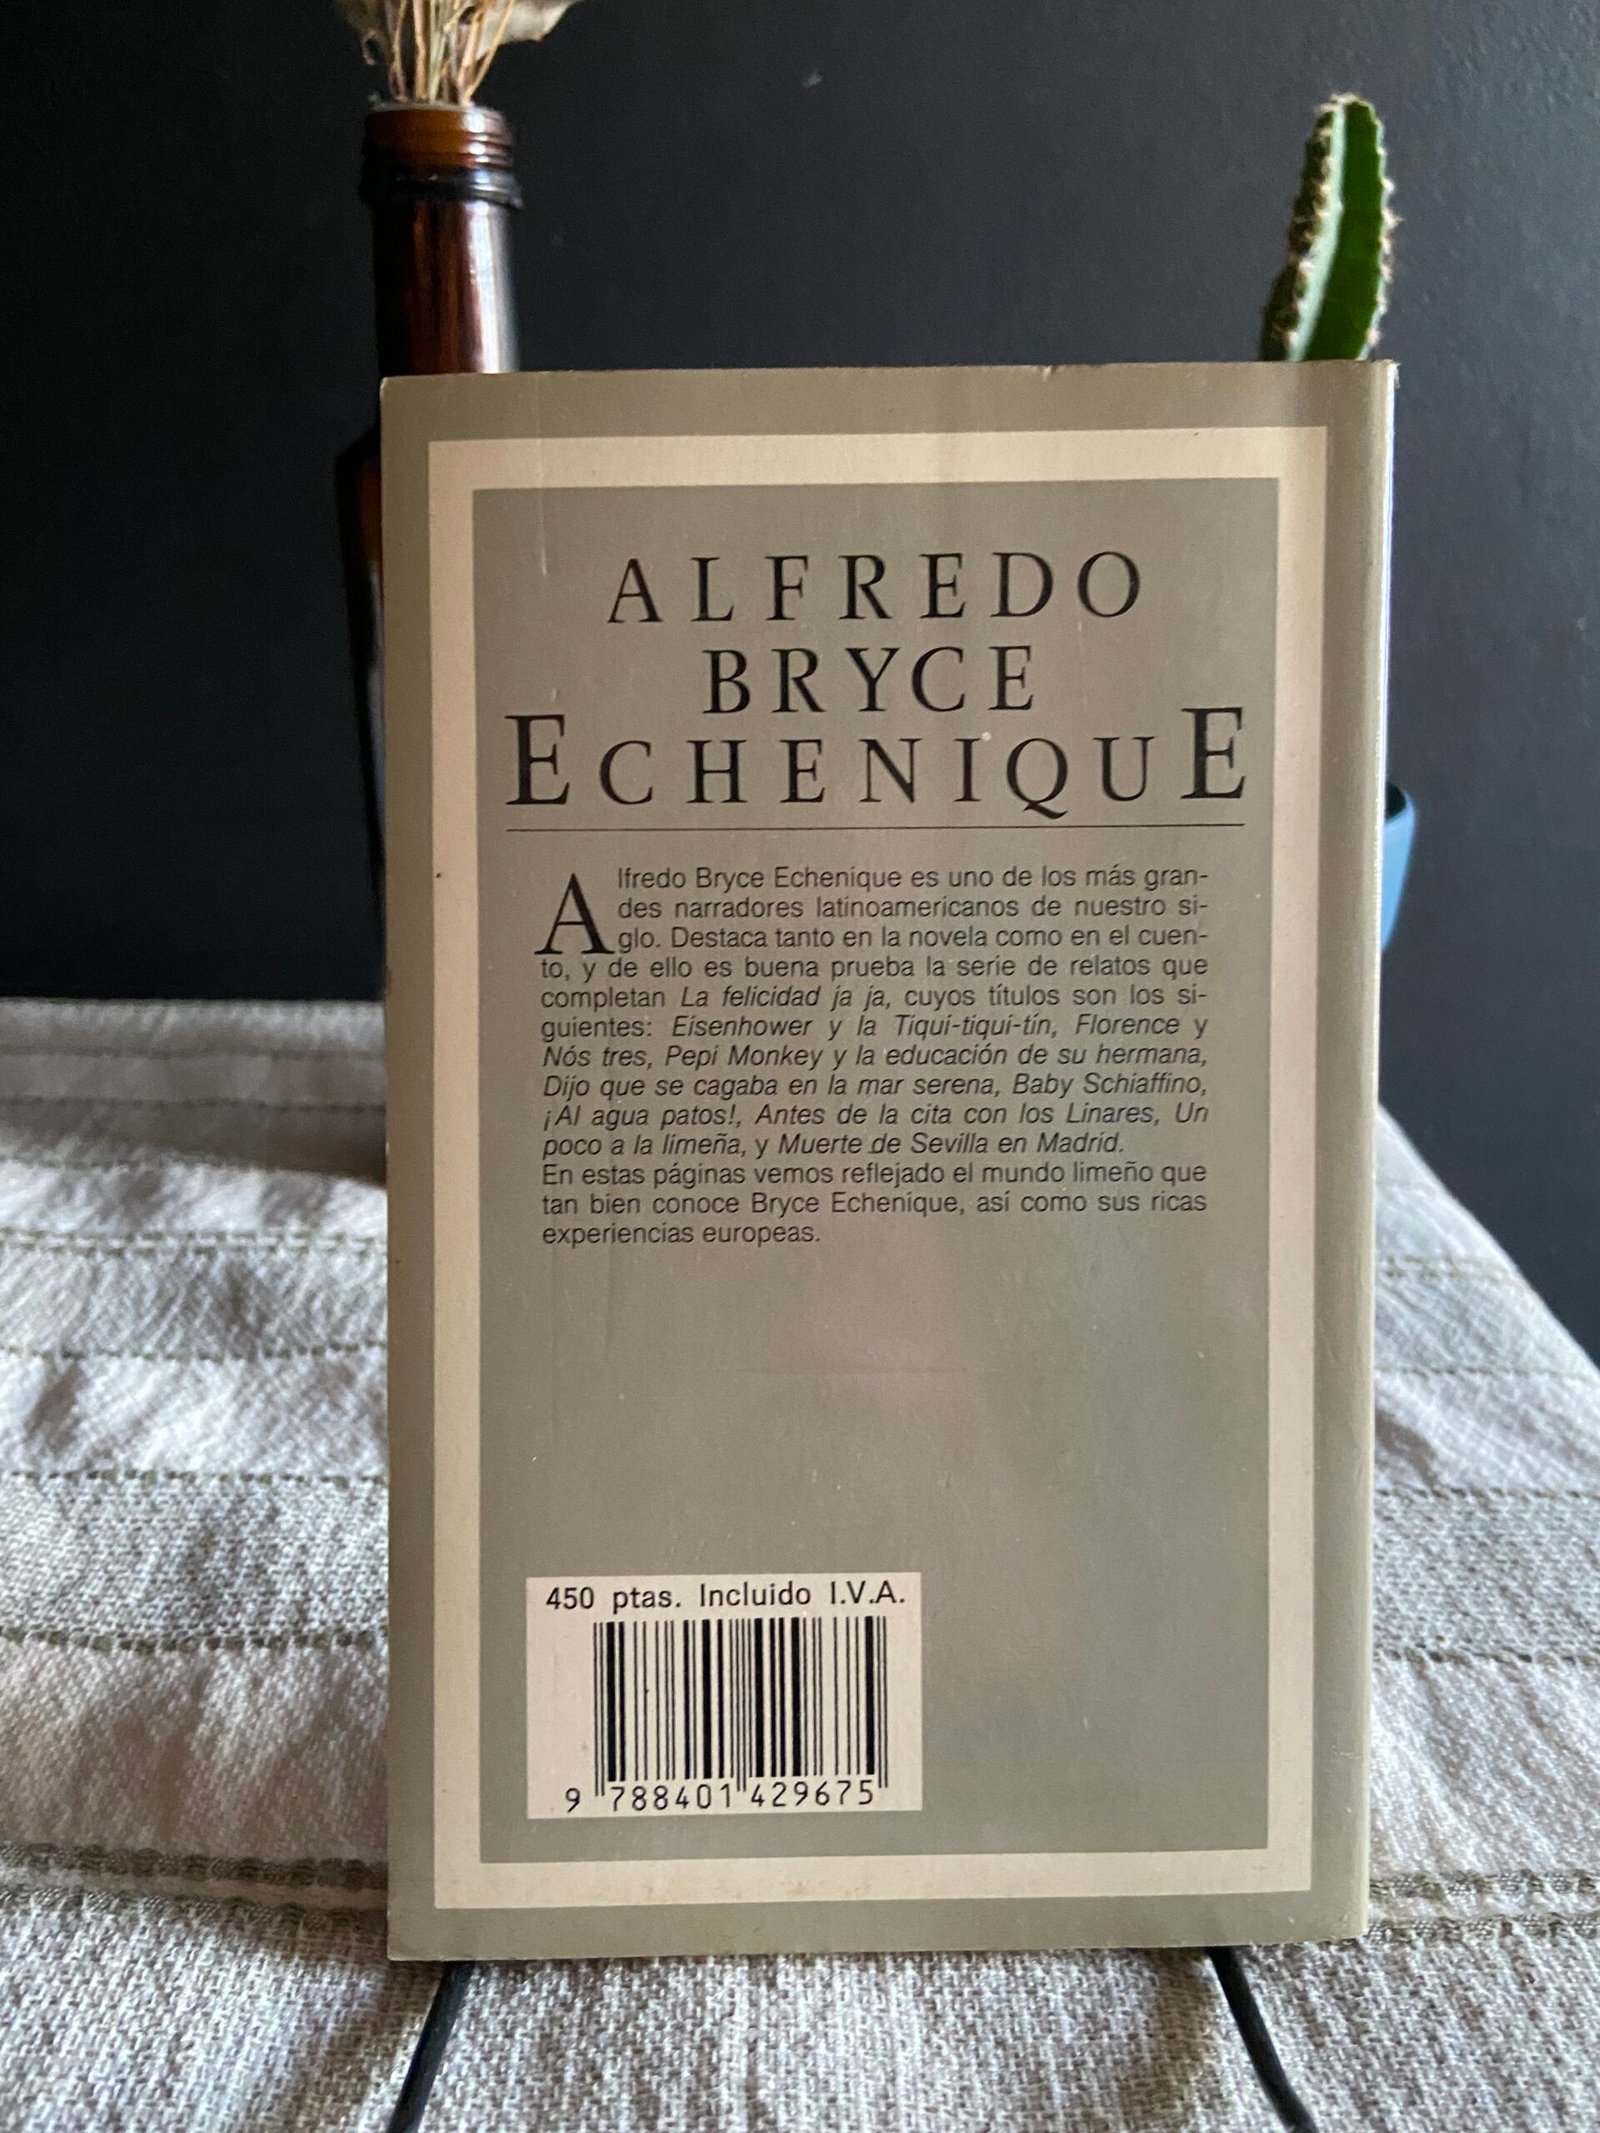 ALFREDO
BRYCE
ECHENIQUE
Alfredo Bryce Echenique es uno de los más gran-
des narradores latinoamericanos de nuestro si-
glo. Destaca tanto en la novela como en el cuen-
to, y de ello es buena prueba la serie de relatos que
completan La felicidad ja ja, cuyos títulos son los si-
guientes: Eisenhower y la Tiqui-tiqui-tín, Florence y
Nós tres, Pepi Monkey y la educación de su hermana,
Dijo que se cagaba en la mar serena, Baby Schiaffino,
¡Al agua patos!, Antes de la cita con los Linares, Un
poco a la limeña, y Muerte de Sevilla en Madrid.
En estas páginas vemos reflejado el mundo limeño que
tan bien conoce Bryce Echenique, así como sus ricas
experiencias europeas.
450 ptas. Incluido I.V.A.
9 788401 429675